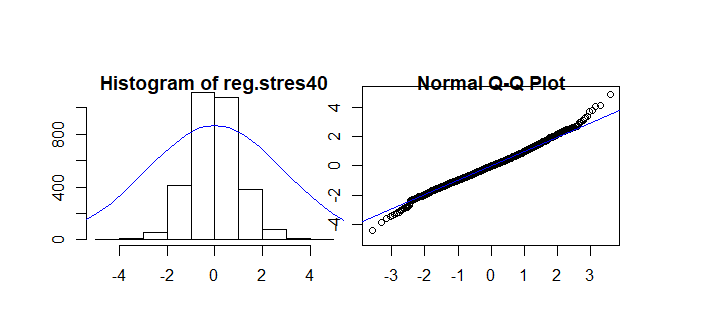 Histogram of reg.stres40
Normal Q-Q Plot
0 400 800
-4 -2 0 2 4
-4 -2 0 2 4
-3 -2 -1 0 1 2 3